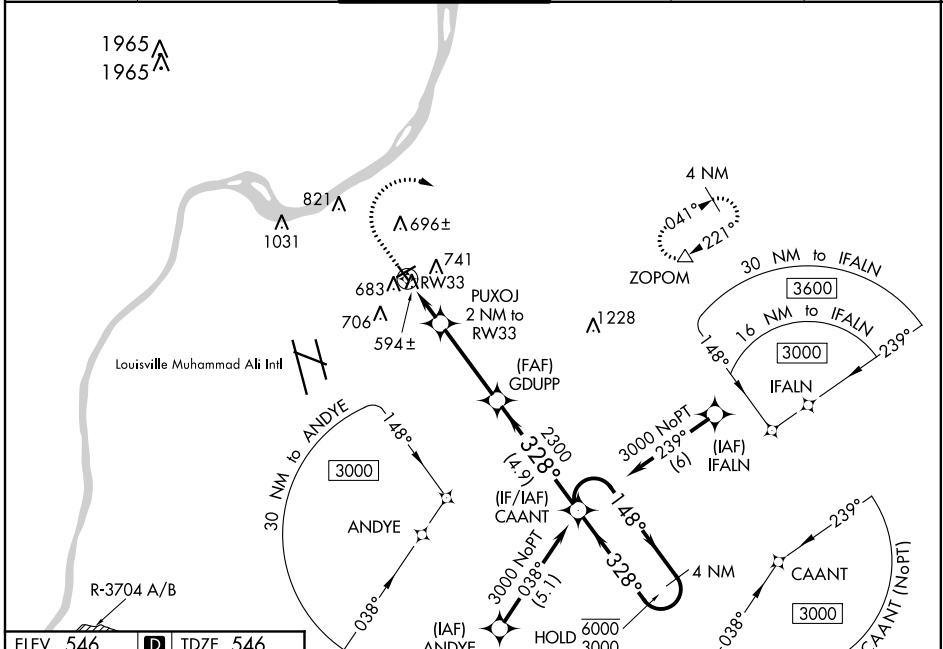 1965
1965
4 NM
041°
221°
ZOPOM
821
1031
696±
741
683
RW33
706
594±
PUXOJ
2 NM to
RW33
1228
30 NM to IFALN
3600
16 NM to IFALN
3000
148°
239°
IFALN
Louisville Muhammad Ali Intl
(FAF)
GDUPP
30 NM to ANDYE
148°
3000
ANDYE
038°
2300
328°
(4.9)
3000 NoPT
239°
(6)
(IAF)
IFALN
(IF/IAF)
CAANT
148°
328°
4 NM
3000 NoPT
038°
(5.1)
(IAF)
ANDYE
HOLD 6000
3000
239°
CAANT
3000
038°
CAANT (NoPT)
R-3704 A/B
ELEV 546 D TDZE 546